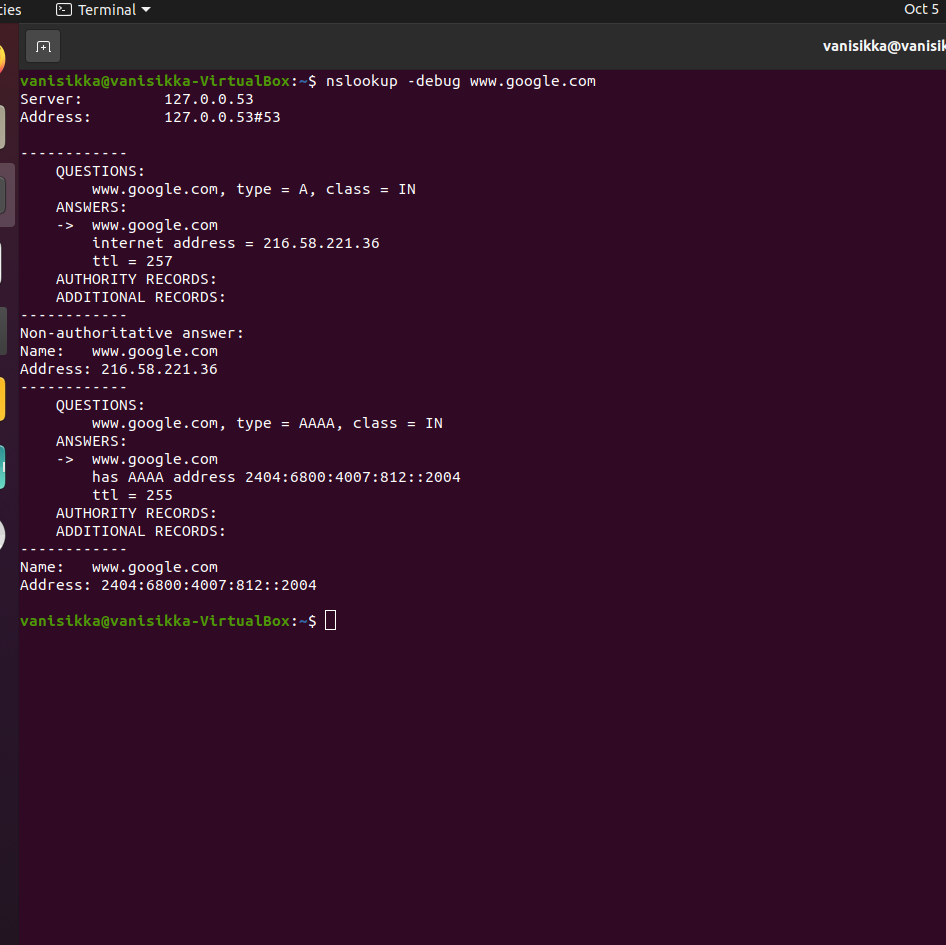 ties Terminal Oct 5
vanisikka@vanisik
vanisikka@vanisikka-VirtualBox:~$ nslookup -debug www.google.com
Server:         127.0.0.53
Address:        127.0.0.53#53
------------
    QUESTIONS:
        www.google.com, type = A, class = IN
    ANSWERS:
    ->  www.google.com
        internet address = 216.58.221.36
        ttl = 257
    AUTHORITY RECORDS:
    ADDITIONAL RECORDS:
------------
Non-authoritative answer:
Name:   www.google.com
Address: 216.58.221.36
------------
    QUESTIONS:
        www.google.com, type = AAAA, class = IN
    ANSWERS:
    ->  www.google.com
        has AAAA address 2404:6800:4007:812::2004
        ttl = 255
    AUTHORITY RECORDS:
    ADDITIONAL RECORDS:
------------
Name:   www.google.com
Address: 2404:6800:4007:812::2004
vanisikka@vanisikka-VirtualBox:~$